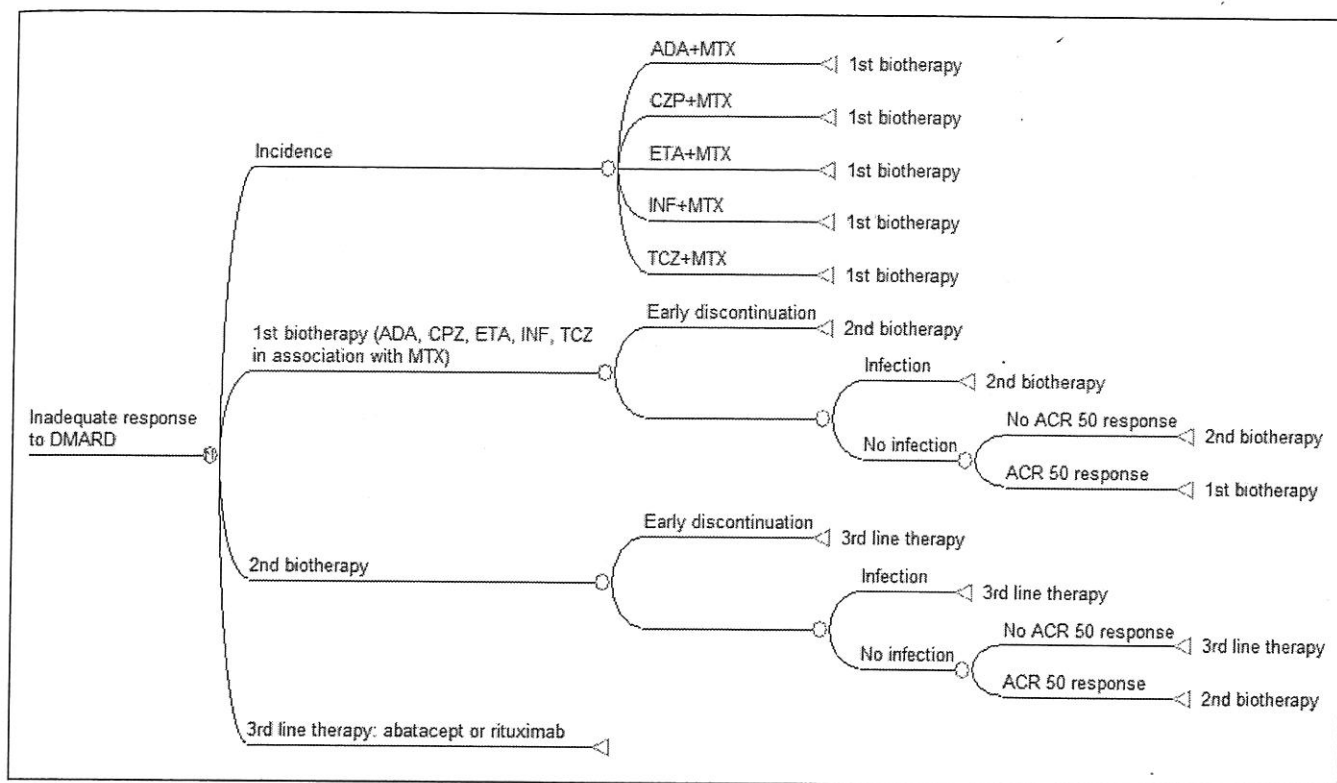 ADA+MTX
1st biotherapy
CZP+MTX
1st biotherapy
Incidence
ETA+MTX
1st biotherapy
INF+MTX
1st biotherapy
TCZ+MTX
1st biotherapy
1st biotherapy (ADA, CPZ, ETA, INF, TCZ
in association with MTX)
Early discontinuation
2nd biotherapy
Infection
2nd biotherapy
No infection
No ACR 50 response
2nd biotherapy
ACR 50 response
1st biotherapy
Inadequate response
to DMARD
2nd biotherapy
Early discontinuation
3rd line therapy
Infection
3rd line therapy
No infection
No ACR 50 response
3rd line therapy
ACR 50 response
2nd biotherapy
3rd line therapy: abatacept or rituximab